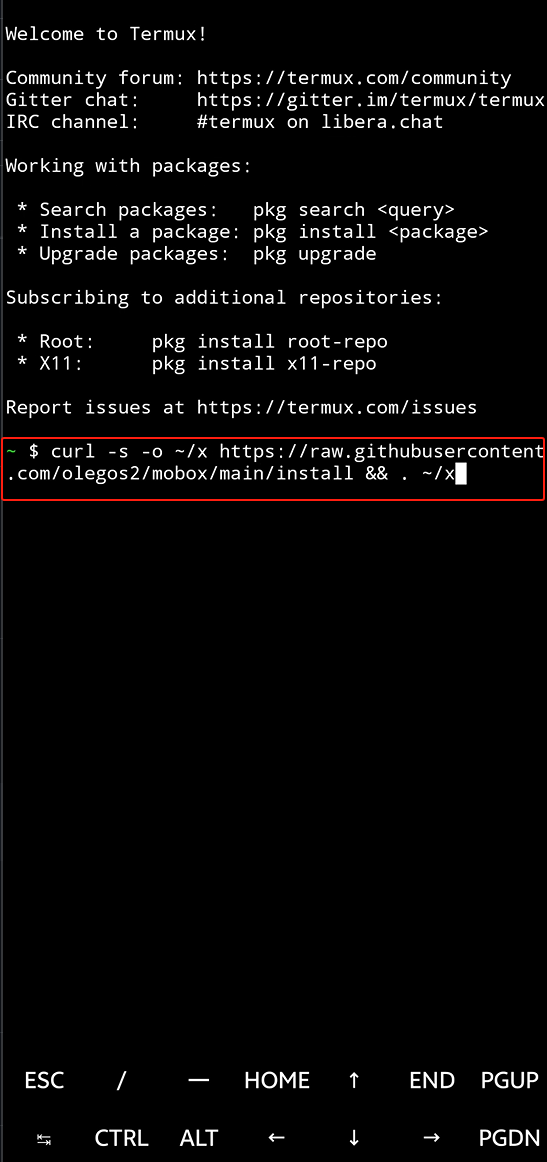 Welcome to Termux!
Community forum: https://termux.com/community
Gitter chat:     https://gitter.im/termux/termux
IRC channel:     #termux on libera.chat
Working with packages:
 * Search packages:   pkg search <query>
 * Install a package: pkg install <package>
 * Upgrade packages:  pkg upgrade
Subscribing to additional repositories:
 * Root:     pkg install root-repo
 * X11:      pkg install x11-repo
Report issues at https://termux.com/issues
~ $ curl -s -o ~/x https://raw.githubusercontent
.com/olegos2/mobox/main/install && . ~/x
ESC / — HOME ↑ END PGUP
↹ CTRL ALT ← ↓ → PGDN